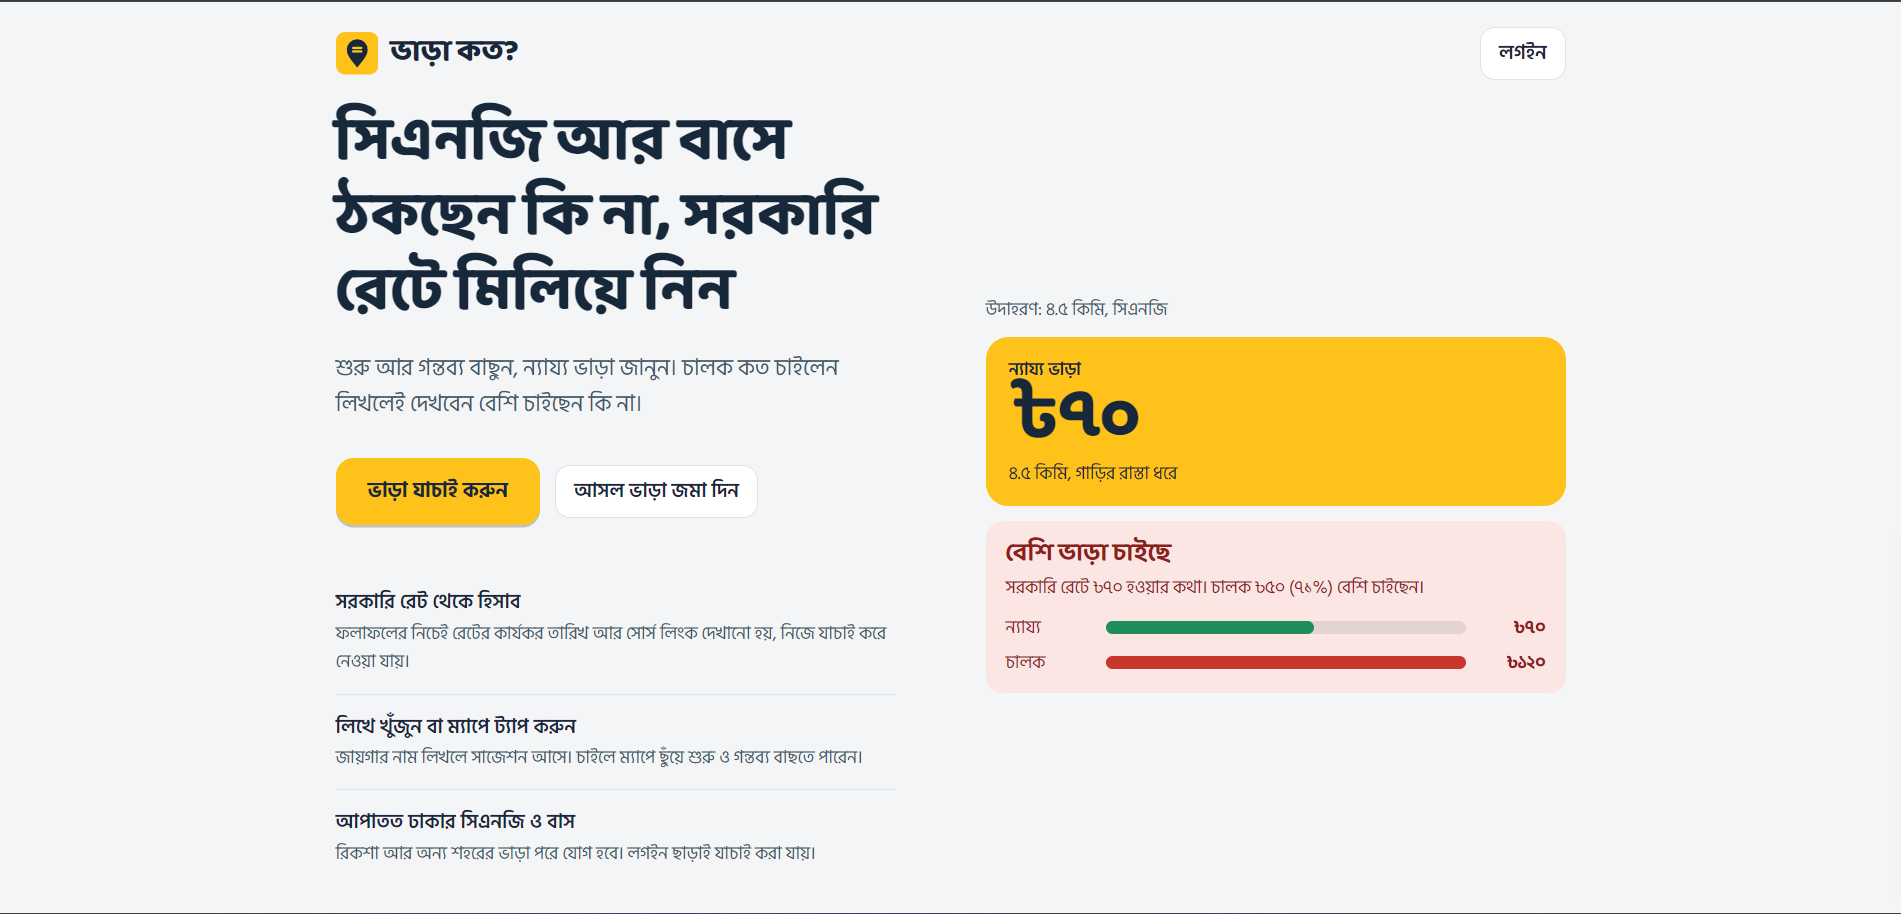 ভাড়া কত?
লগইন
সিএনজি আর বাসে
ঠকছেন কি না, সরকারি
রেটে মিলিয়ে নিন
শুরু আর গন্তব্য বাছুন, ন্যায্য ভাড়া জানুন। চালক কত চাইলেন
লিখলেই দেখবেন বেশি চাইছেন কি না।
ভাড়া যাচাই করুন
আসল ভাড়া জমা দিন
সরকারি রেট থেকে হিসাব
ফলাফলের নিচেই রেটের কার্যকর তারিখ আর সোর্স লিংক দেখানো হয়, নিজে যাচাই করে
নেওয়া যায়।
লিখে খুঁজুন বা ম্যাপে ট্যাপ করুন
জায়গার নাম লিখলে সাজেশন আসে। চাইলে ম্যাপে ছুঁয়ে শুরু ও গন্তব্য বাছতে পারেন।
আপাতত ঢাকার সিএনজি ও বাস
রিকশা আর অন্য শহরের ভাড়া পরে যোগ হবে। লগইন ছাড়াই যাচাই করা যায়।
উদাহরণ: ৪.৫ কিমি, সিএনজি
ন্যায্য ভাড়া
৳৭০
৪.৫ কিমি, গাড়ির রাস্তা ধরে
বেশি ভাড়া চাইছে
সরকারি রেটে ৳৭০ হওয়ার কথা। চালক ৳৫০ (৭১%) বেশি চাইছেন।
ন্যায্য ৳৭০
চালক ৳১২০